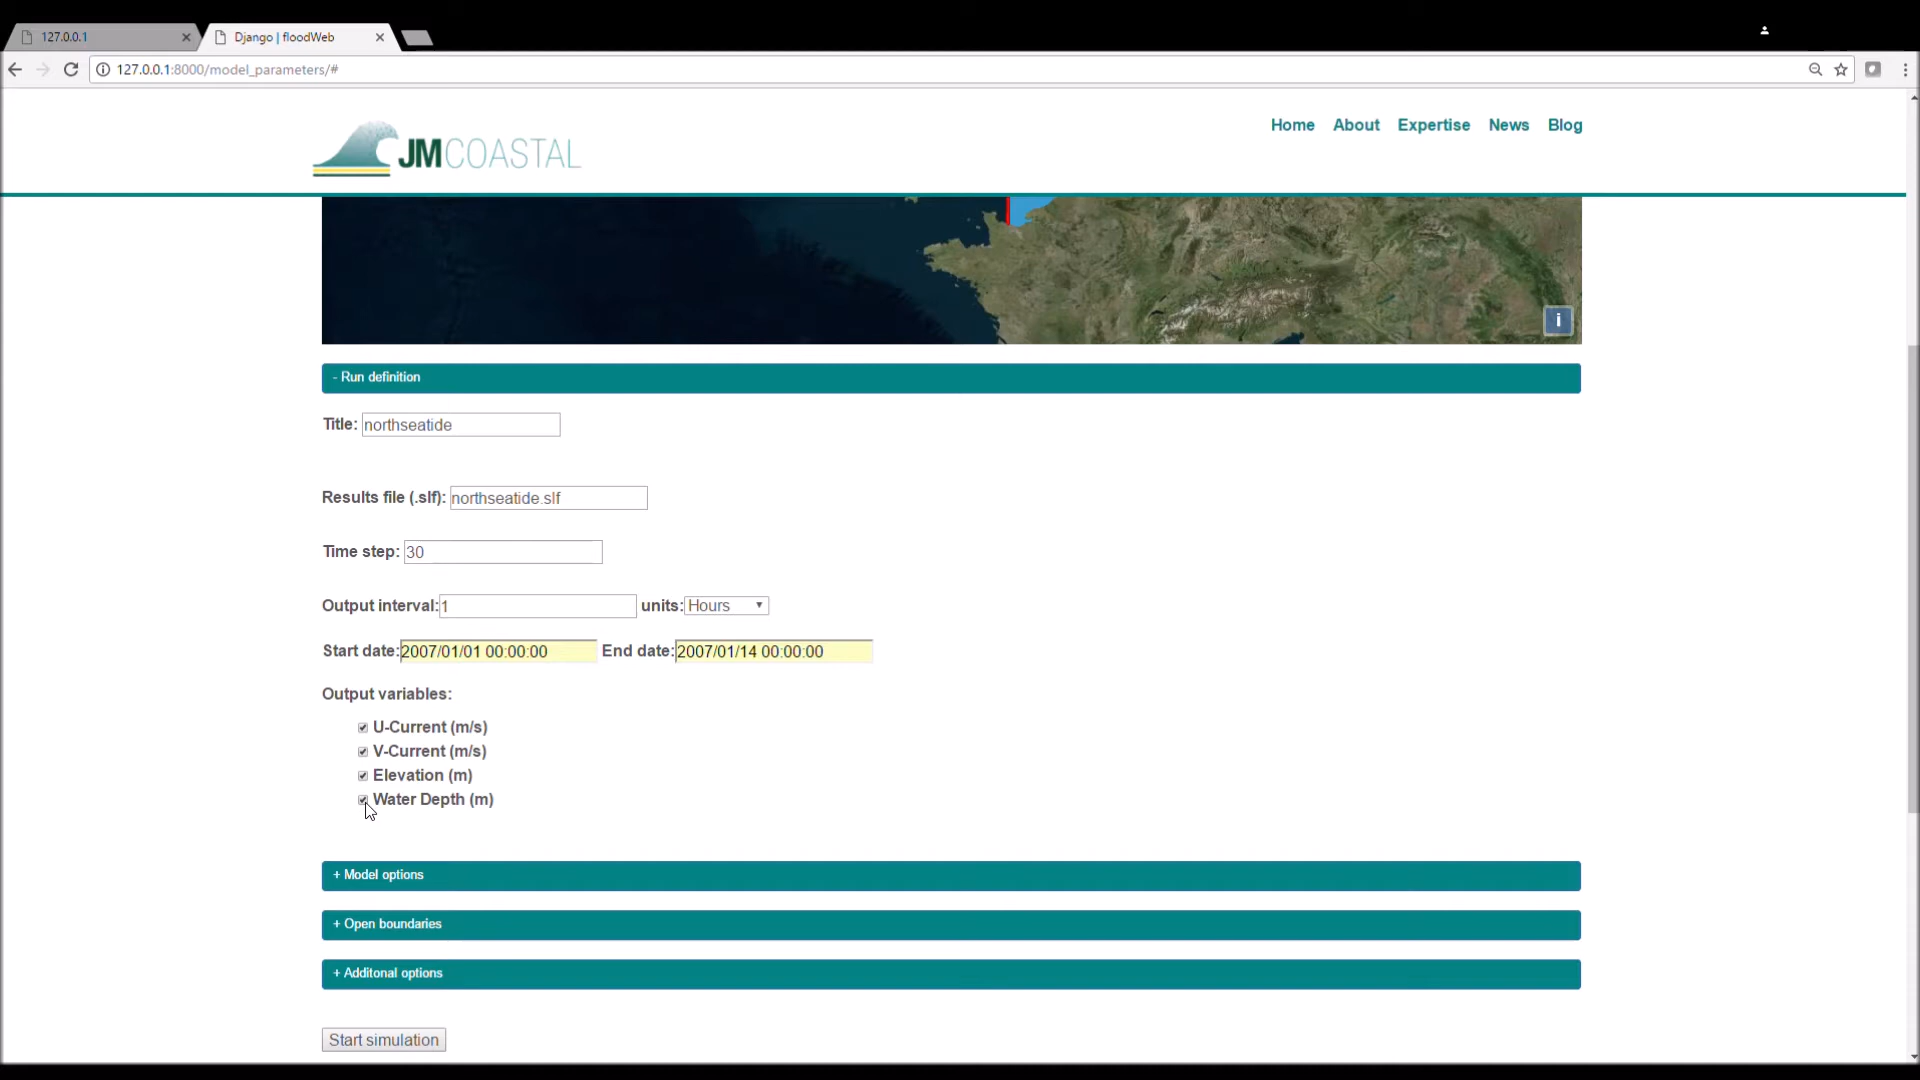 127.0.0.1
Django | floodWeb
127.0.0.1:8000/model_parameters/#
JMCOASTAL
Home About Expertise News Blog
i
- Run definition
Title: northseatide
Results file (.slf): northseatide.slf
Time step: 30
Output interval: 1 units: Hours
Start date: 2007/01/01 00:00:00 End date: 2007/01/14 00:00:00
Output variables:
U-Current (m/s)
V-Current (m/s)
Elevation (m)
Water Depth (m)
+ Model options
+ Open boundaries
+ Additonal options
Start simulation